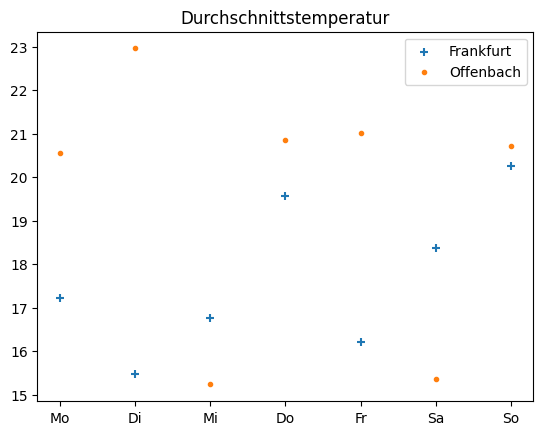 Durchschnittstemperatur
Frankfurt
Offenbach
23
22
21
20
19
18
17
16
15
Mo Di Mi Do Fr Sa So